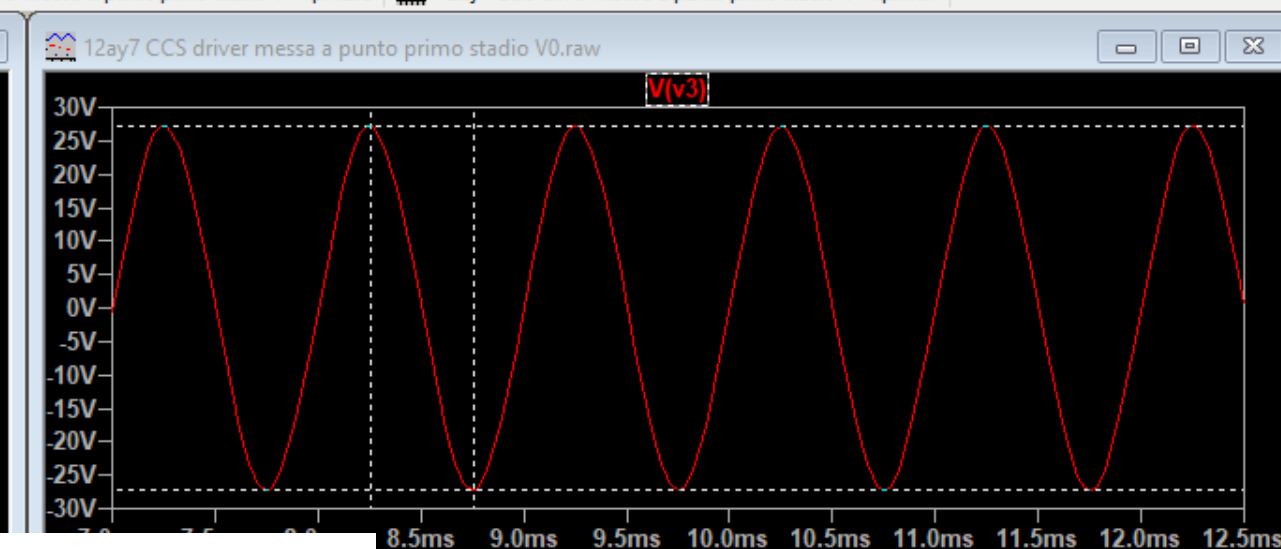 12ay7 CCS driver messa a punto primo stadio V0.raw
V(v3)
30V
25V
20V
15V
10V
5V
0V
-5V
-10V
-15V
-20V
-25V
-30V
8.5ms 9.0ms 9.5ms 10.0ms 10.5ms 11.0ms 11.5ms 12.0ms 12.5ms